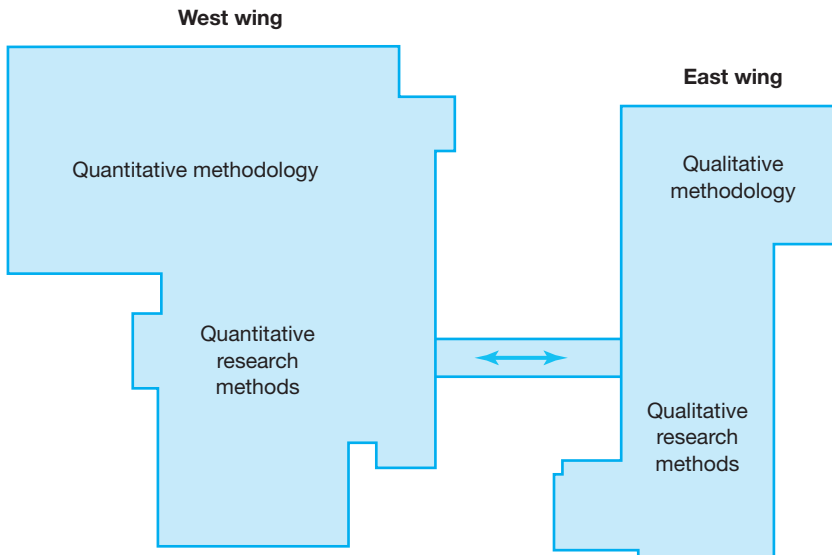 West wing
East wing
Quantitative methodology
Qualitative
methodology
Quantitative
research
methods
Qualitative
research
methods